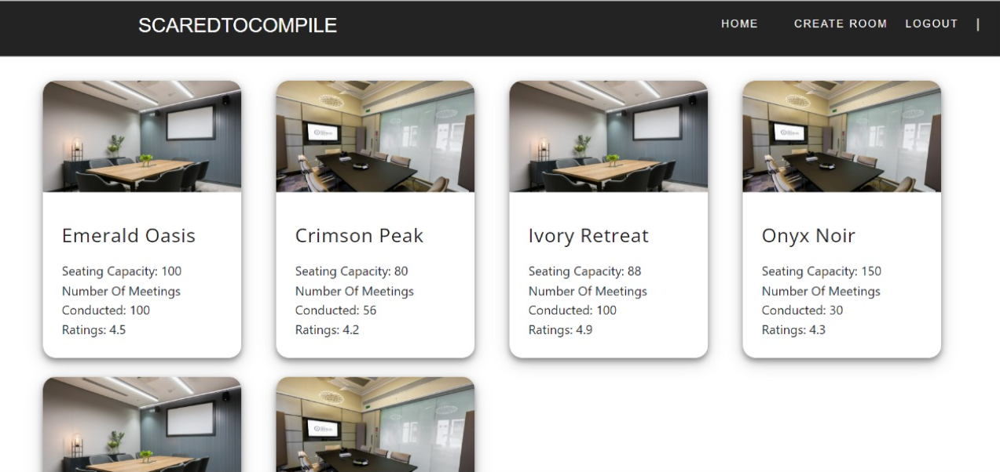 SCAREDTOCOMPILE
HOME CREATE ROOM LOGOUT |
Emerald Oasis
Seating Capacity: 100
Number Of Meetings
Conducted: 100
Ratings: 4.5
Crimson Peak
Seating Capacity: 80
Number Of Meetings
Conducted: 56
Ratings: 4.2
Ivory Retreat
Seating Capacity: 88
Number Of Meetings
Conducted: 100
Ratings: 4.9
Onyx Noir
Seating Capacity: 150
Number Of Meetings
Conducted: 30
Ratings: 4.3